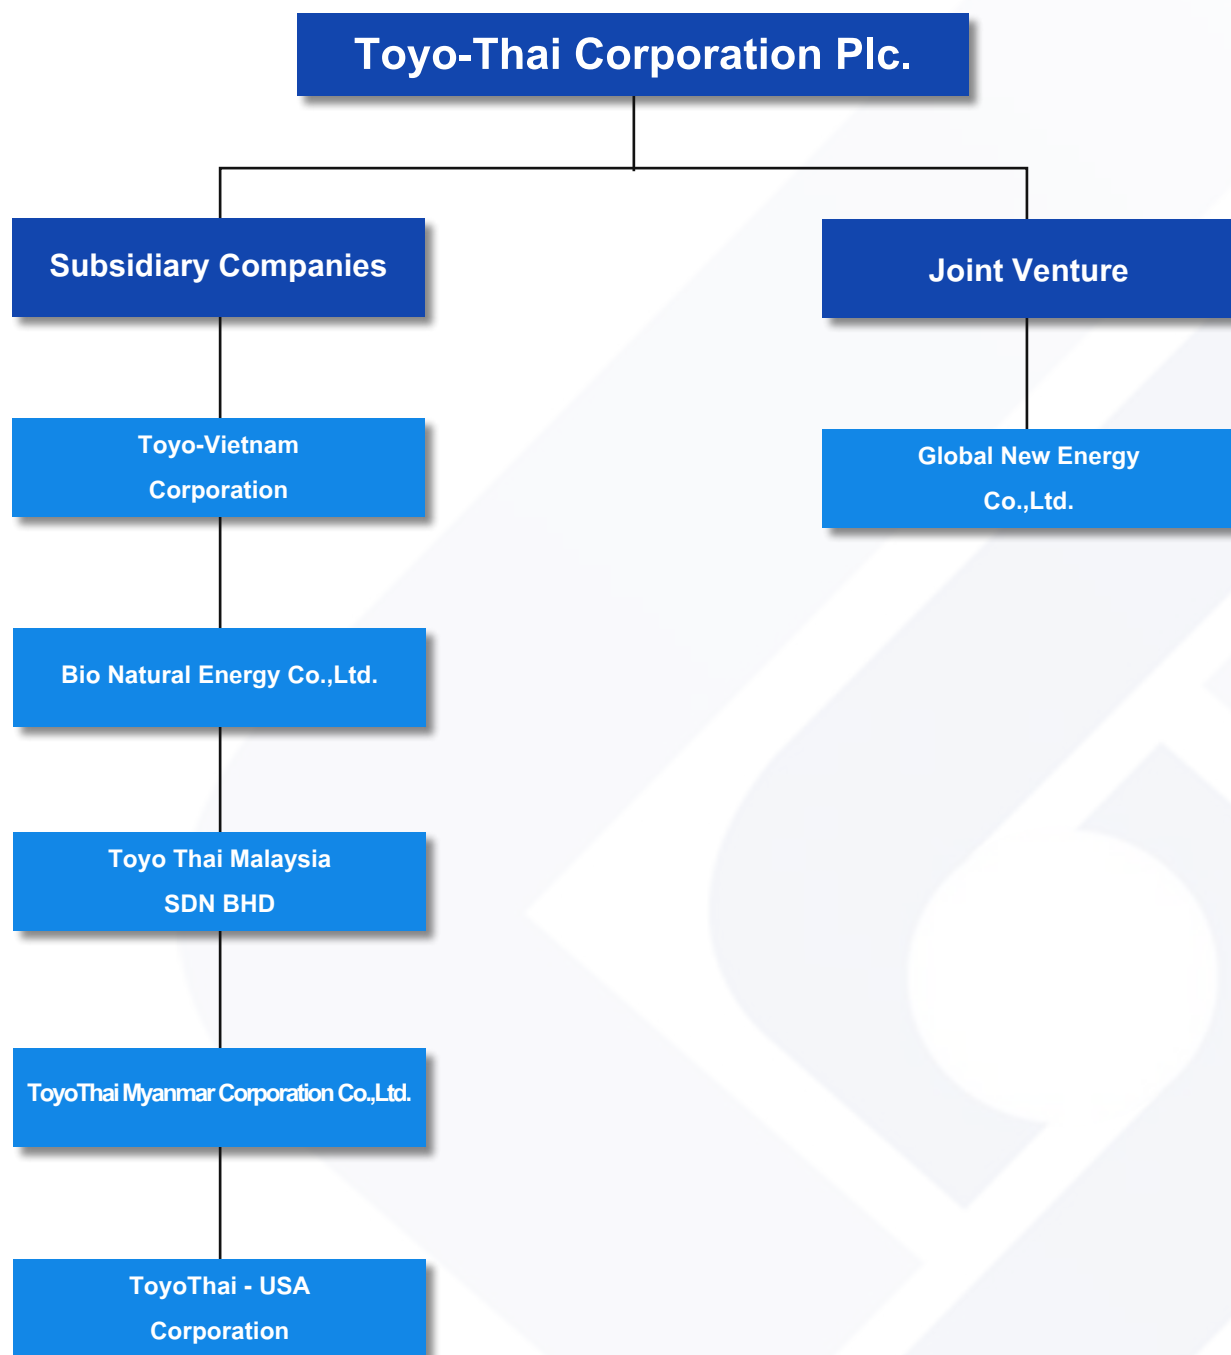 Toyo-Thai Corporation Plc.
Subsidiary Companies
Joint Venture
Toyo-Vietnam
Corporation
Global New Energy
Co.,Ltd.
Bio Natural Energy Co.,Ltd.
Toyo Thai Malaysia
SDN BHD
ToyoThai Myanmar Corporation Co.,Ltd.
ToyoThai - USA
Corporation